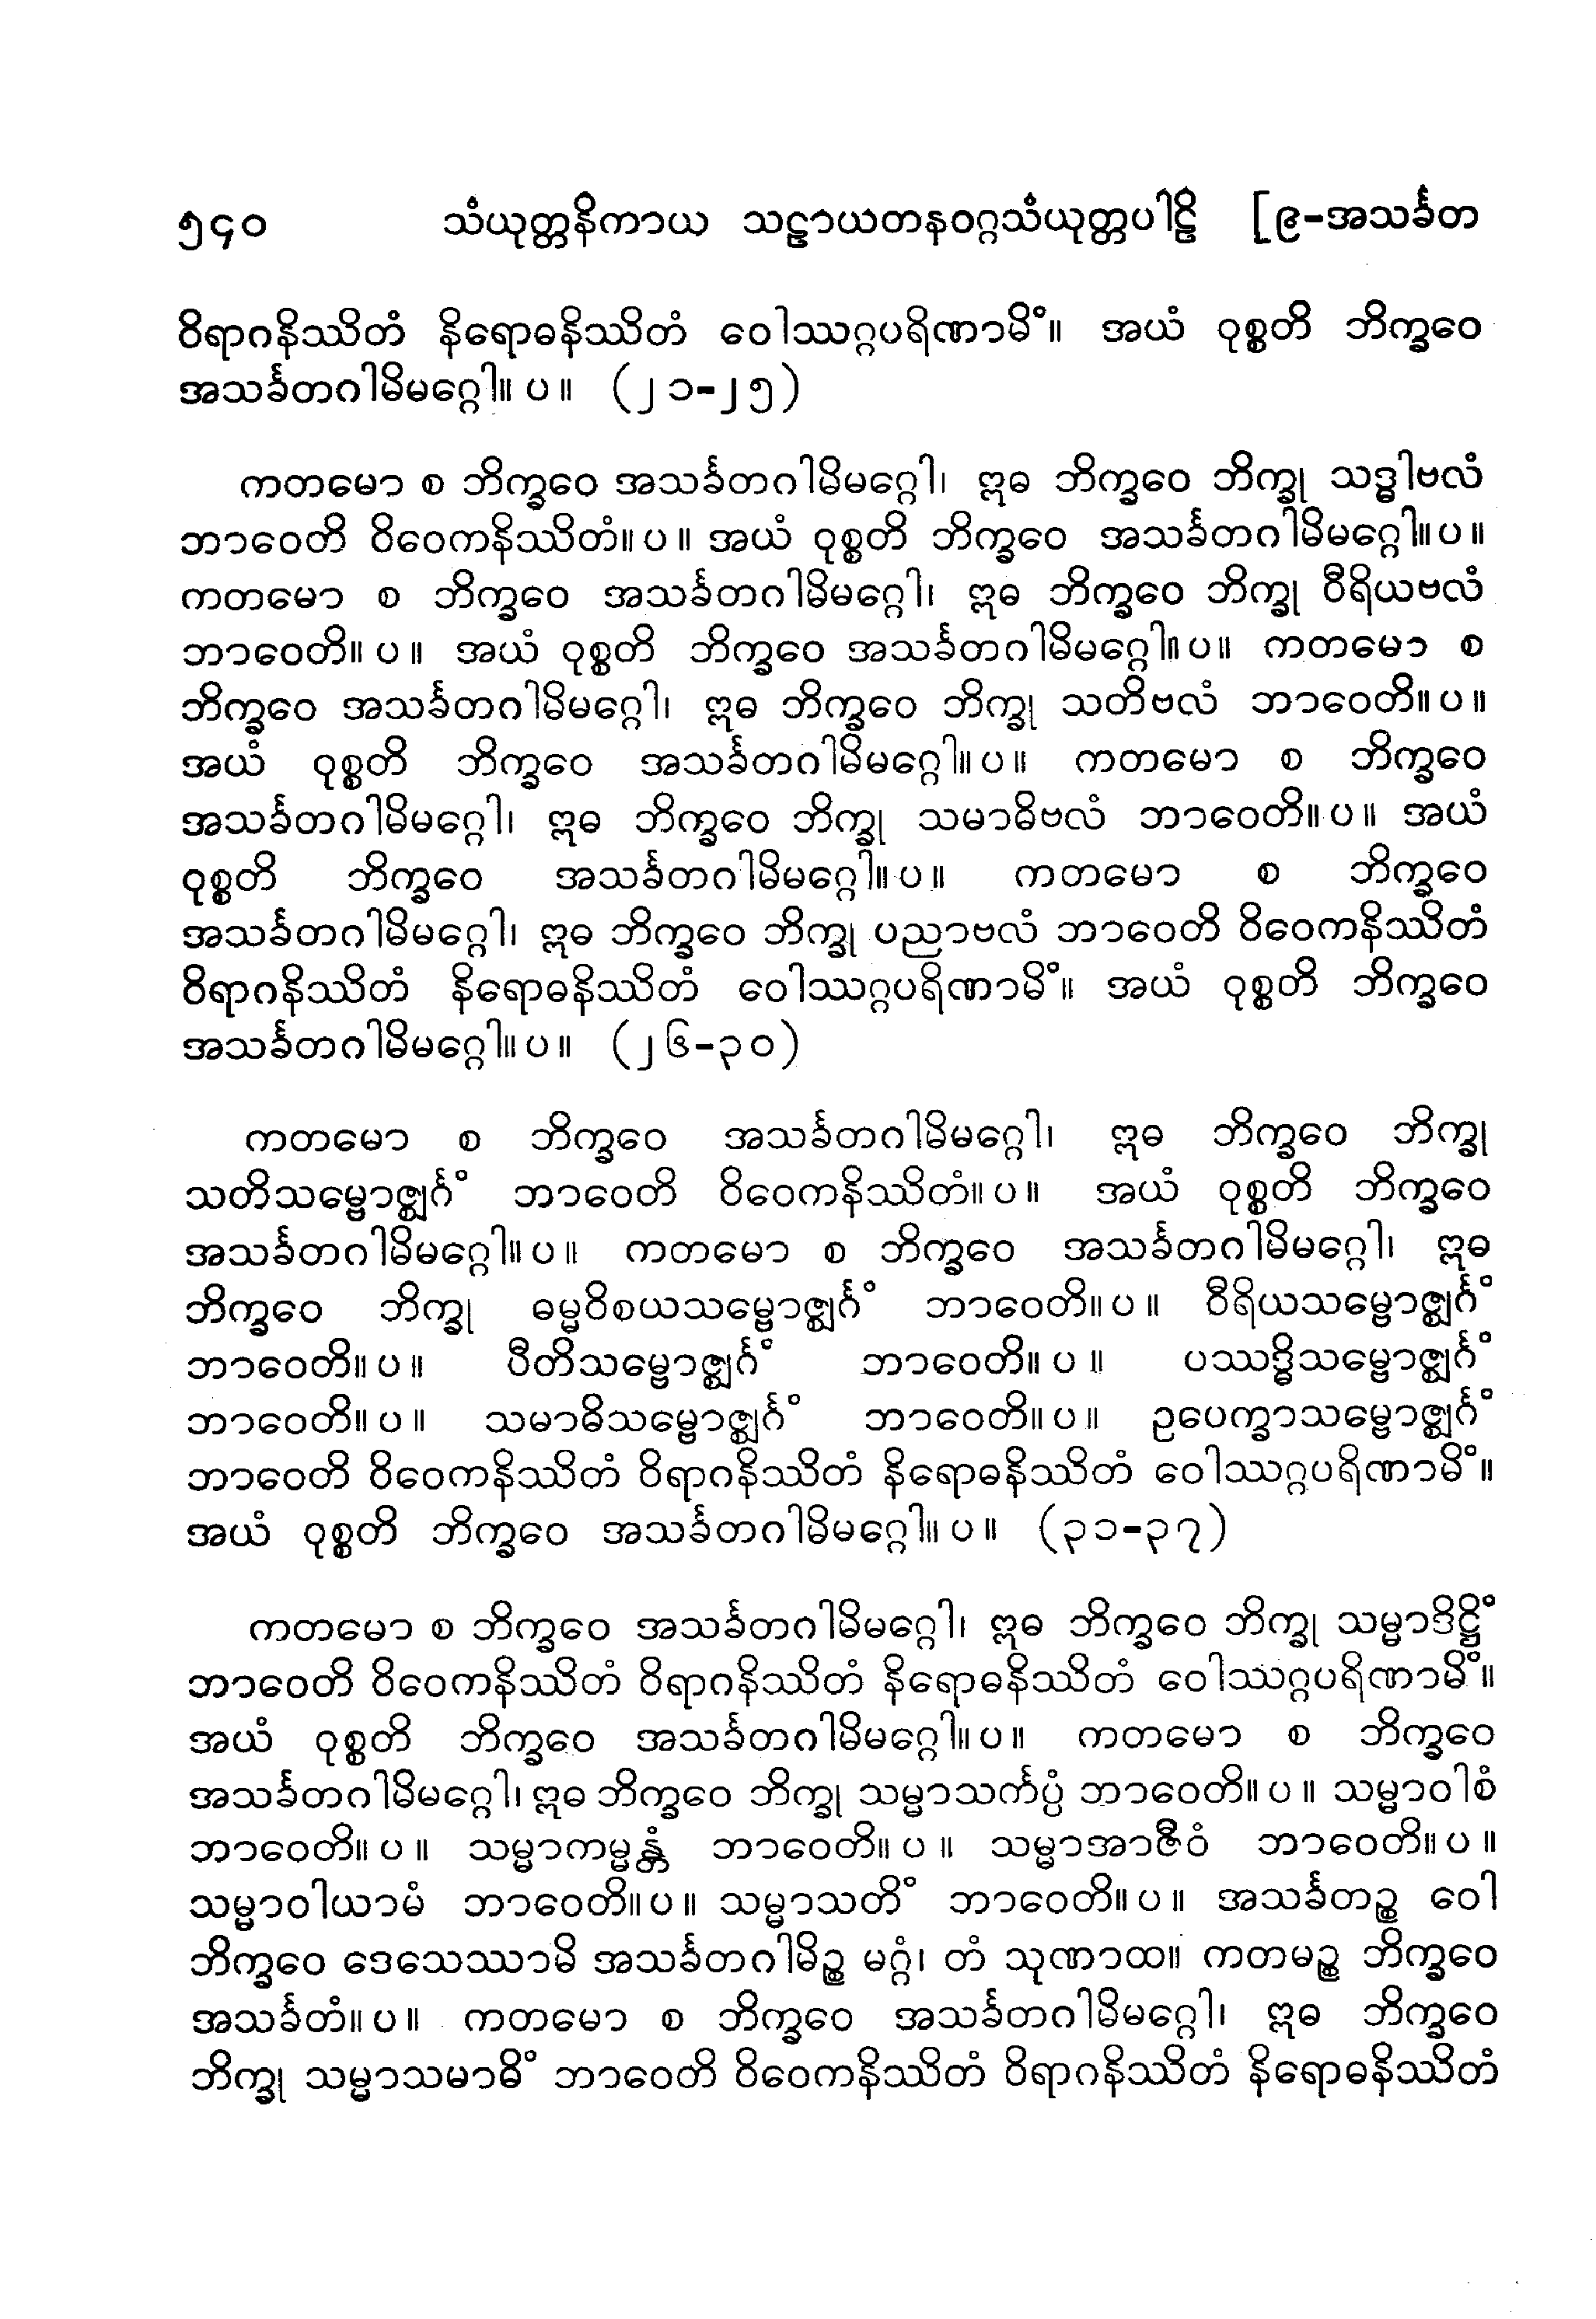 ၅၄၀ သံယုတ္တနိကာယ သဠာယတနဝဂ္ဂသံယုတ္တပါဠိ [၉-အသင်္ခတ
ဝိရာဂနိဿိတံ နိရောဓနိဿိတံ ဝေါဿဂ္ဂပရိဏာမိံ။ အယံ ဝုစ္စတိ ဘိက္ခဝေ
အသင်္ခတဂါမိမဂ္ဂေါ။ ပ။ (၂၁-၂၅)
ကတမော စ ဘိက္ခဝေ အသင်္ခတဂါမိမဂ္ဂေါ၊ ဣဓ ဘိက္ခဝေ ဘိက္ခု သဒ္ဓါဗလံ
ဘာဝေတိ ဝိဝေကနိဿိတံ။ ပ။ အယံ ဝုစ္စတိ ဘိက္ခဝေ အသင်္ခတဂါမိမဂ္ဂေါ။ ပ။
ကတမော စ ဘိက္ခဝေ အသင်္ခတဂါမိမဂ္ဂေါ၊ ဣဓ ဘိက္ခဝေ ဘိက္ခု ဝီရိယဗလံ
ဘာဝေတိ။ ပ။ အယံ ဝုစ္စတိ ဘိက္ခဝေ အသင်္ခတဂါမိမဂ္ဂေါ။ ပ။ ကတမော စ
ဘိက္ခဝေ အသင်္ခတဂါမိမဂ္ဂေါ၊ ဣဓ ဘိက္ခဝေ ဘိက္ခု သတိဗလံ ဘာဝေတိ။ ပ။
အယံ ဝုစ္စတိ ဘိက္ခဝေ အသင်္ခတဂါမိမဂ္ဂေါ။ ပ။ ကတမော စ ဘိက္ခဝေ
အသင်္ခတဂါမိမဂ္ဂေါ၊ ဣဓ ဘိက္ခဝေ ဘိက္ခု သမာဓိဗလံ ဘာဝေတိ။ ပ။ အယံ
ဝုစ္စတိ ဘိက္ခဝေ အသင်္ခတဂါမိမဂ္ဂေါ။ ပ။ ကတမော စ ဘိက္ခဝေ
အသင်္ခတဂါမိမဂ္ဂေါ၊ ဣဓ ဘိက္ခဝေ ဘိက္ခု ပညာဗလံ ဘာဝေတိ ဝိဝေကနိဿိတံ
ဝိရာဂနိဿိတံ နိရောဓနိဿိတံ ဝေါဿဂ္ဂပရိဏာမိံ။ အယံ ဝုစ္စတိ ဘိက္ခဝေ
အသင်္ခတဂါမိမဂ္ဂေါ။ ပ။ (၂၆-၃၀)
ကတမော စ ဘိက္ခဝေ အသင်္ခတဂါမိမဂ္ဂေါ၊ ဣဓ ဘိက္ခဝေ ဘိက္ခု
သတိသမ္ဗောဇ္ဈင်္ဂံ ဘာဝေတိ ဝိဝေကနိဿိတံ။ ပ။ အယံ ဝုစ္စတိ ဘိက္ခဝေ
အသင်္ခတဂါမိမဂ္ဂေါ။ ပ။ ကတမော စ ဘိက္ခဝေ အသင်္ခတဂါမိမဂ္ဂေါ၊ ဣဓ
ဘိက္ခဝေ ဘိက္ခု ဓမ္မဝိစယသမ္ဗောဇ္ဈင်္ဂံ ဘာဝေတိ။ ပ။ ဝီရိယသမ္ဗောဇ္ဈင်္ဂံ
ဘာဝေတိ။ ပ။ ပီတိသမ္ဗောဇ္ဈင်္ဂံ ဘာဝေတိ။ ပ။ ပဿဒ္ဓိသမ္ဗောဇ္ဈင်္ဂံ
ဘာဝေတိ။ ပ။ သမာဓိသမ္ဗောဇ္ဈင်္ဂံ ဘာဝေတိ။ ပ။ ဥပေက္ခာသမ္ဗောဇ္ဈင်္ဂံ
ဘာဝေတိ ဝိဝေကနိဿိတံ ဝိရာဂနိဿိတံ နိရောဓနိဿိတံ ဝေါဿဂ္ဂပရိဏာမိံ။
အယံ ဝုစ္စတိ ဘိက္ခဝေ အသင်္ခတဂါမိမဂ္ဂေါ။ ပ။ (၃၁-၃၇)
ကတမော စ ဘိက္ခဝေ အသင်္ခတဂါမိမဂ္ဂေါ၊ ဣဓ ဘိက္ခဝေ ဘိက္ခု သမ္မာဒိဋ္ဌိံ
ဘာဝေတိ ဝိဝေကနိဿိတံ ဝိရာဂနိဿိတံ နိရောဓနိဿိတံ ဝေါဿဂ္ဂပရိဏာမိံ။
အယံ ဝုစ္စတိ ဘိက္ခဝေ အသင်္ခတဂါမိမဂ္ဂေါ။ ပ။ ကတမော စ ဘိက္ခဝေ
အသင်္ခတဂါမိမဂ္ဂေါ၊ ဣဓ ဘိက္ခဝေ ဘိက္ခု သမ္မာသင်္ကပ္ပံ ဘာဝေတိ။ ပ။ သမ္မာဝါစံ
ဘာဝေတိ။ ပ။ သမ္မာကမ္မန္တံ ဘာဝေတိ။ ပ။ သမ္မာအာဇီဝံ ဘာဝေတိ။ ပ။
သမ္မာဝါယာမံ ဘာဝေတိ။ ပ။ သမ္မာသတိံ ဘာဝေတိ။ ပ။ အသင်္ခတဉ္စ ဝေါ
ဘိက္ခဝေ ဒေသေဿာမိ အသင်္ခတဂါမိဉ္စ မဂ္ဂံ၊ တံ သုဏာထ။ ကတမဉ္စ ဘိက္ခဝေ
အသင်္ခတံ။ ပ။ ကတမော စ ဘိက္ခဝေ အသင်္ခတဂါမိမဂ္ဂေါ၊ ဣဓ ဘိက္ခဝေ
ဘိက္ခု သမ္မာသမာဓိံ ဘာဝေတိ ဝိဝေကနိဿိတံ ဝိရာဂနိဿိတံ နိရောဓနိဿိတံ